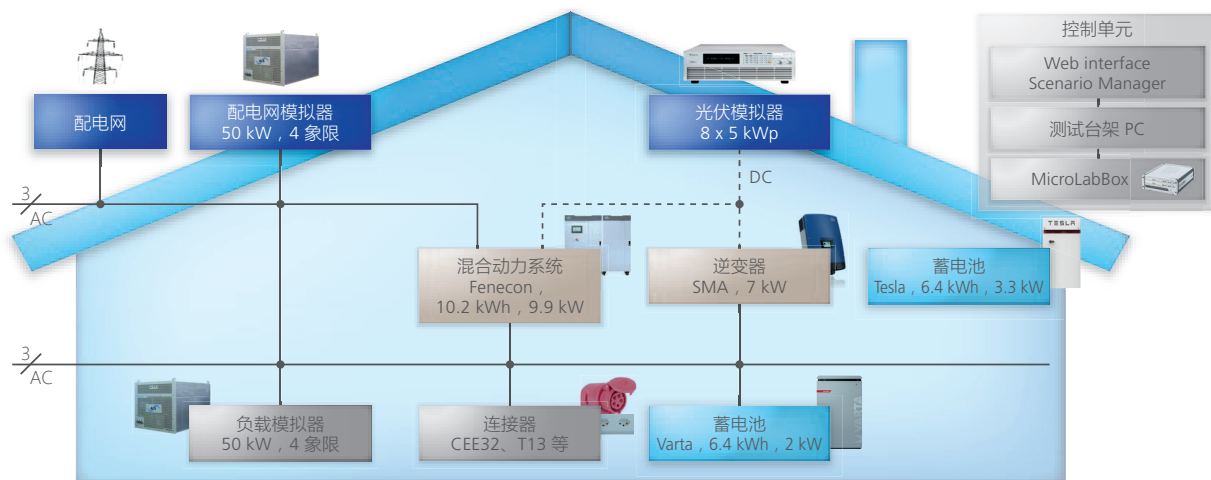 配电网
配电网模拟器
50 kW，4 象限
光伏模拟器
8 x 5 kWp
控制单元
Web interface
Scenario Manager
测试台架 PC
MicroLabBox
DC
3
AC
混合动力系统
Fenecon，
10.2 kWh，9.9 kW
逆变器
SMA，7 kW
蓄电池
Tesla，6.4 kWh，3.3 kW
TESLA
3
AC
负载模拟器
50 kW，4 象限
连接器
CEE32、T13 等
蓄电池
Varta，6.4 kWh，2 kW
VARTA